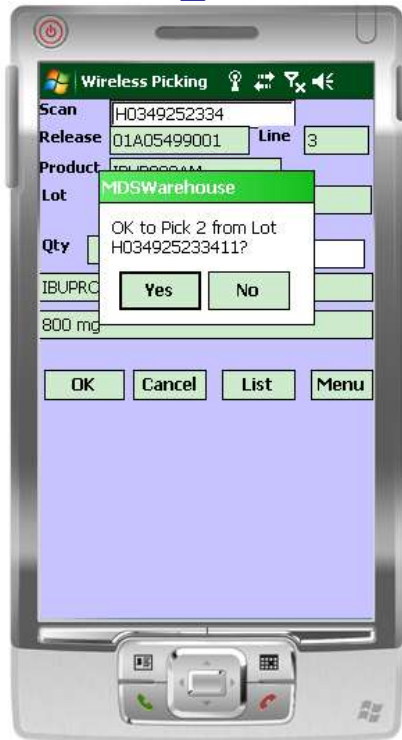 Wireless Picking
Scan H0349252334
Release 01A05499001 Line 3
Product
Lot
MDSWarehouse
OK to Pick 2 from Lot
H034925233411?
Yes No
Qty
IBUPRO
800 mg
OK Cancel List Menu